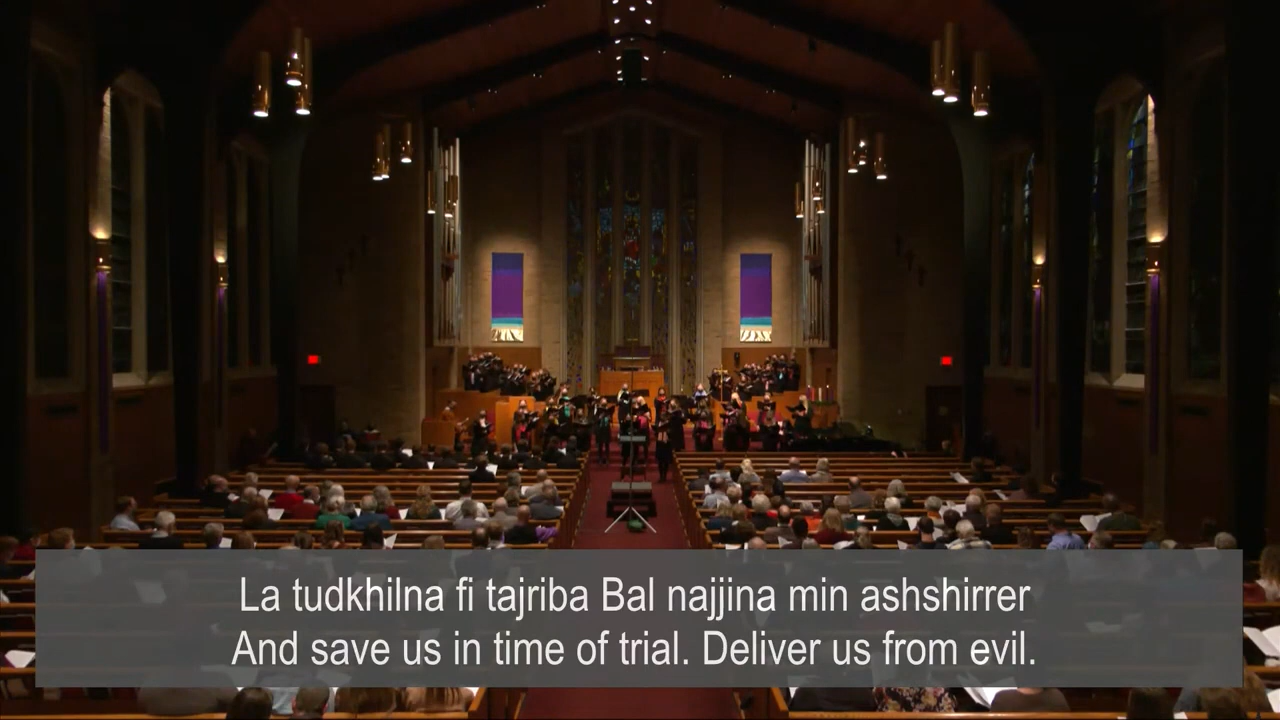 La tudkhilna fi tajriba Bal najjina min ashshirrer
And save us in time of trial. Deliver us from evil.